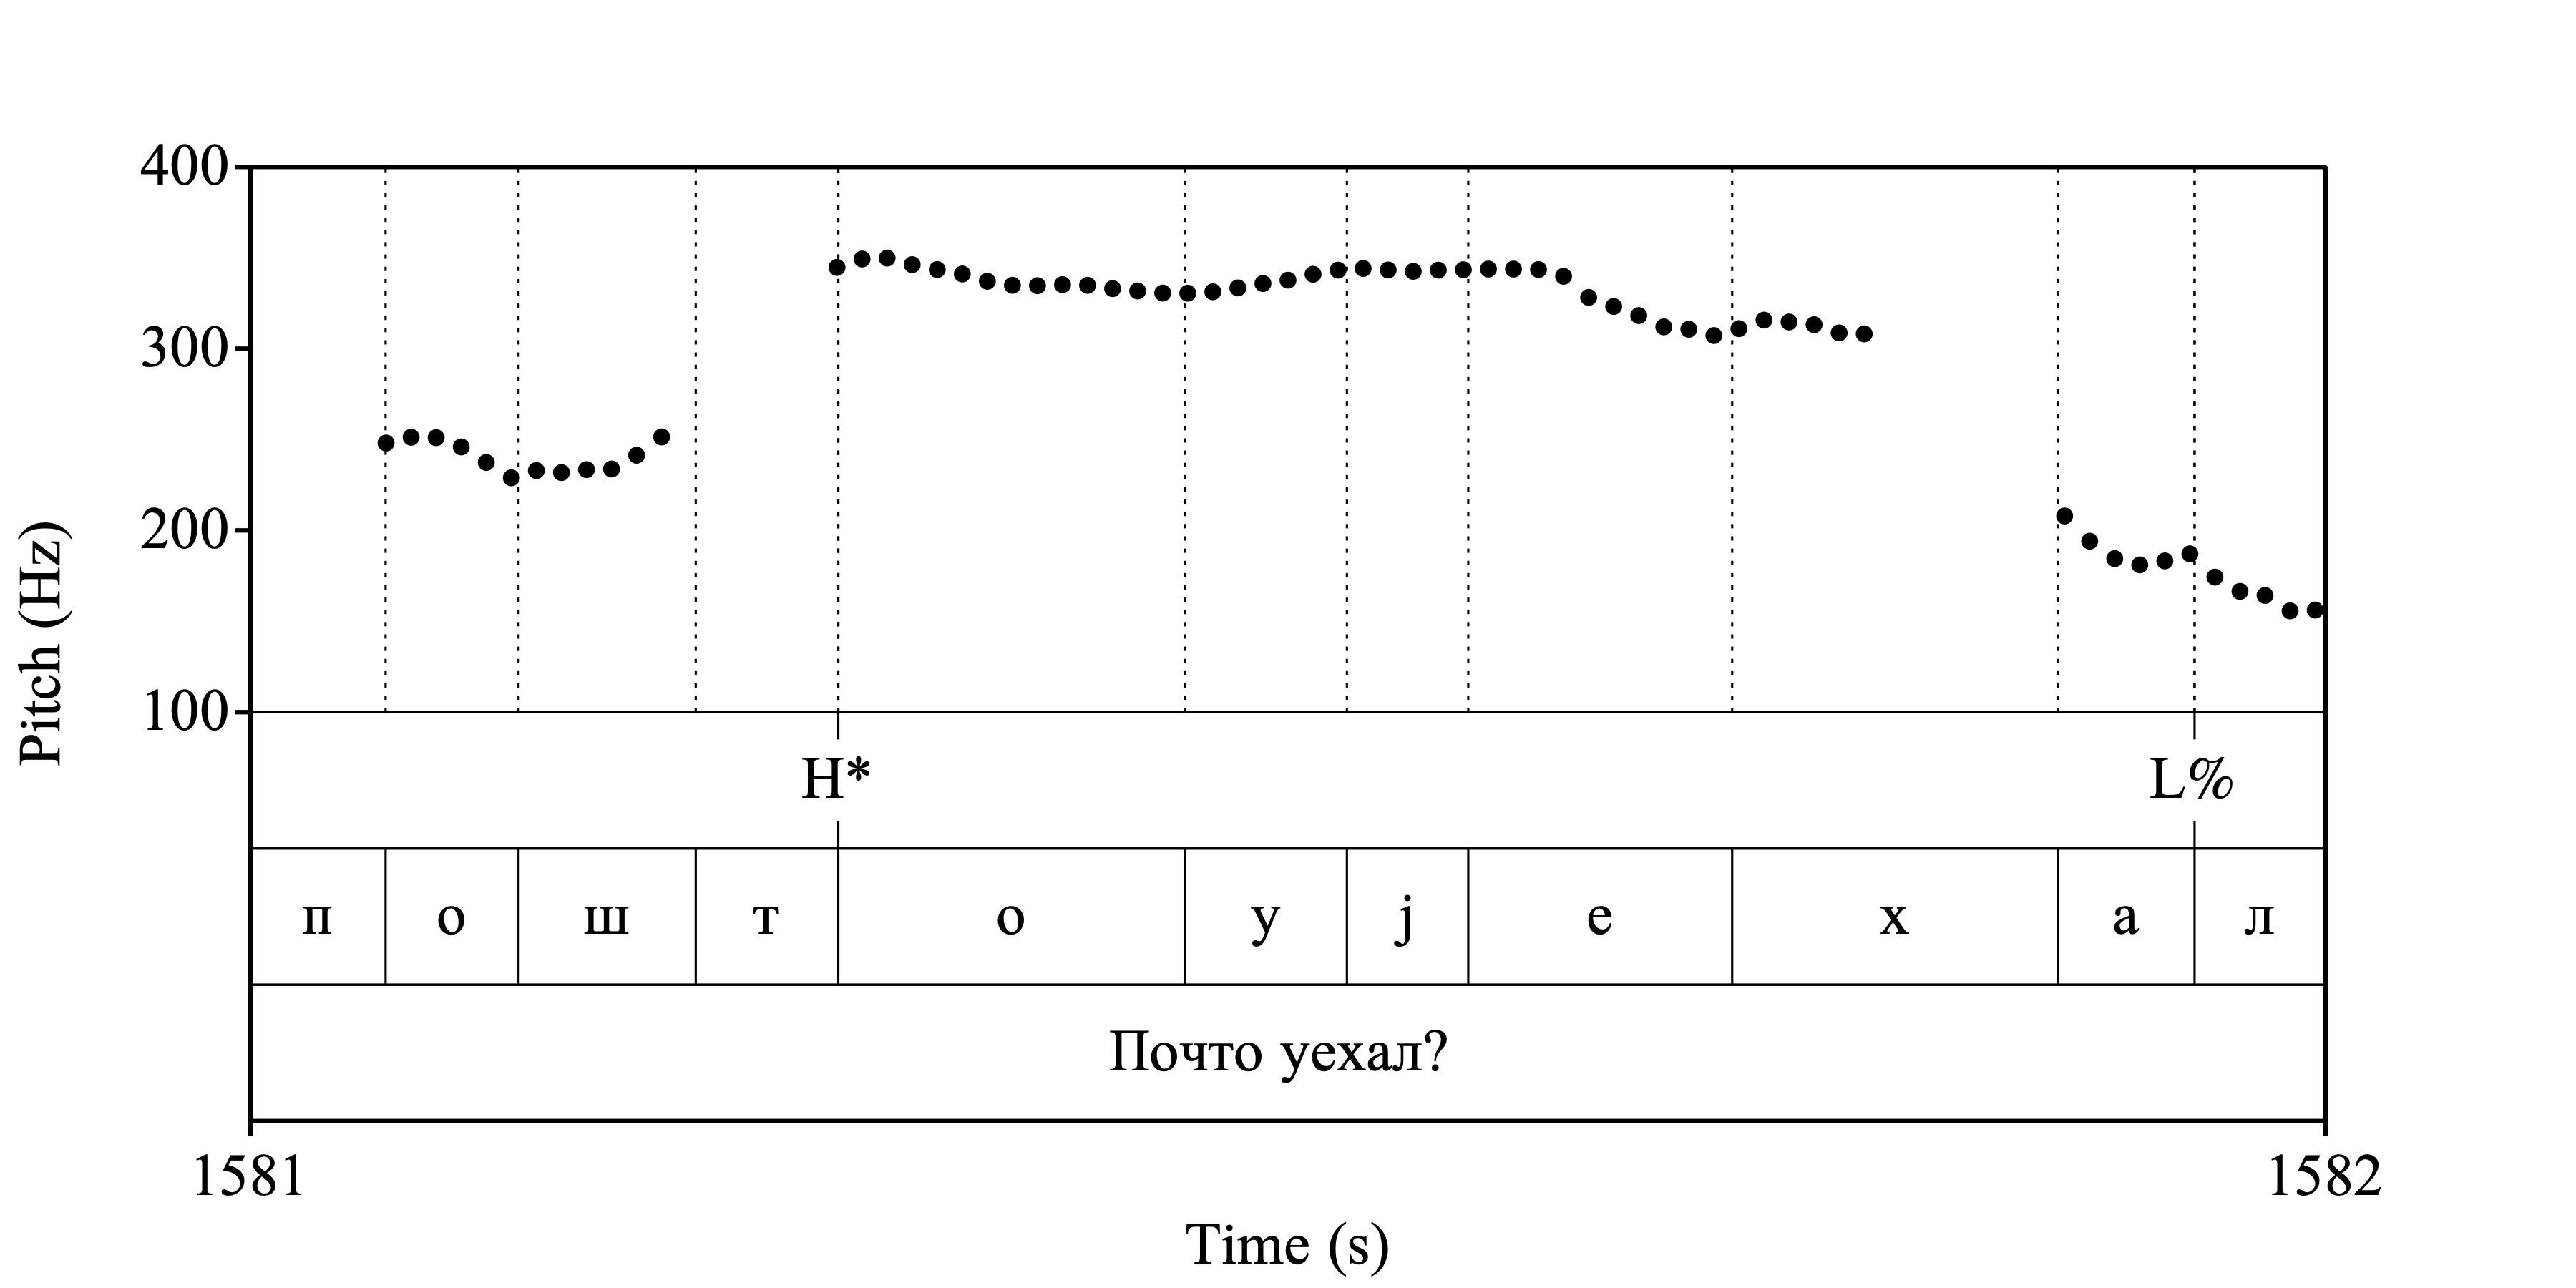 400
300
200
100
Pitch (Hz)
H* L%
п о ш т о у j е х а л
Почто уехал?
1581 1582
Time (s)